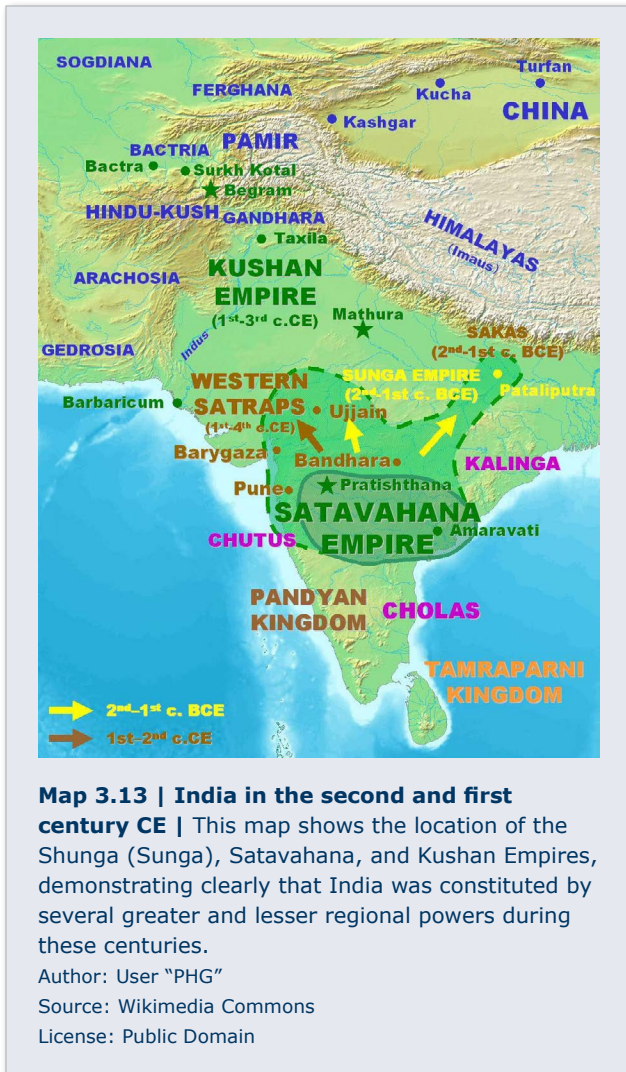 SOGDIANA
Turfan
FERGHANA
Kucha
CHINA
Kashgar
PAMIR
BACTRIA
Bactra
Surkh Kotal
Begram
HINDU-KUSH
GANDHARA
HIMALAYAS
(Imaus)
Taxila
ARACHOSIA
KUSHAN
EMPIRE
(1st-3rd c.CE)
Mathura
SAKAS
(2nd-1st c. BCE)
GEDROSIA
Indus
SUNGA EMPIRE
(2nd-1st c. BCE)
Pataliputra
WESTERN
SATRAPS
(1st-4th c.CE)
Ujjain
Barbaricum
Barygaza
Bandhara
KALINGA
Pune
Pratishthana
SATAVAHANA
EMPIRE
Amaravati
CHUTUS
PANDYAN
KINGDOM
CHOLAS
TAMRAPARNI
KINGDOM
2nd–1st c. BCE
1st–2nd c.CE
Map 3.13 | India in the second and first
century CE | This map shows the location of the
Shunga (Sunga), Satavahana, and Kushan Empires,
demonstrating clearly that India was constituted by
several greater and lesser regional powers during
these centuries.
Author: User “PHG”
Source: Wikimedia Commons
License: Public Domain